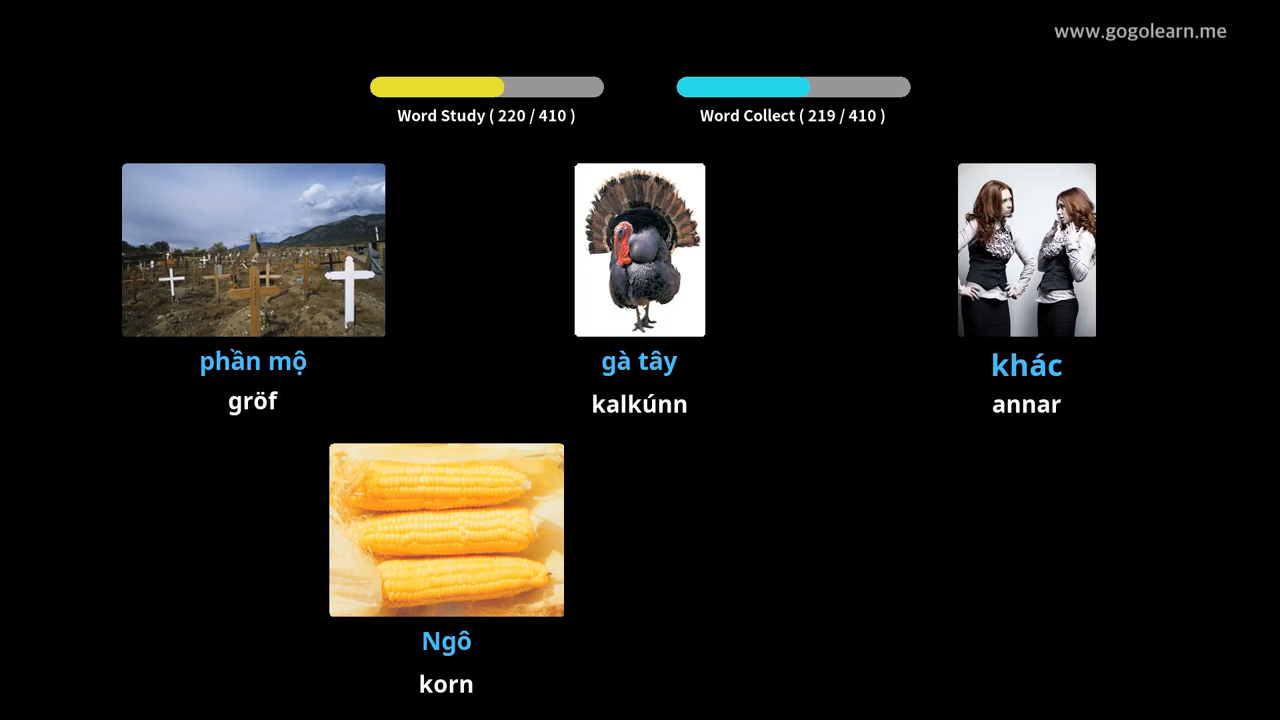 www.gogolearn.me
Word Study ( 220 / 410 )
Word Collect ( 219 / 410 )
phần mộ
gröf
gà tây
kalkúnn
khác
annar
Ngô
korn